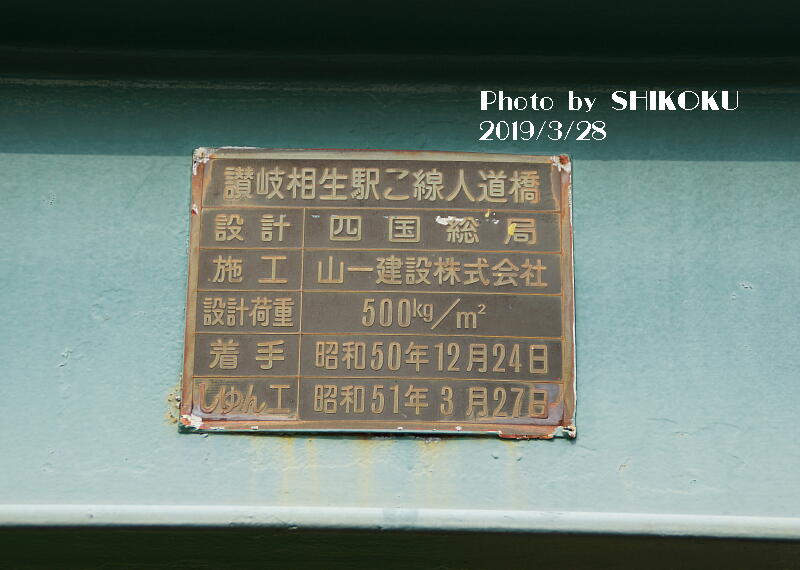 Photo by SHIKOKU
2019/3/28
讃岐相生駅こ線人道橋
設計 四国総局
施工 山一建設株式会社
設計荷重 500kg/m²
着手 昭和50年12月24日
しゆん工 昭和51年3月27日